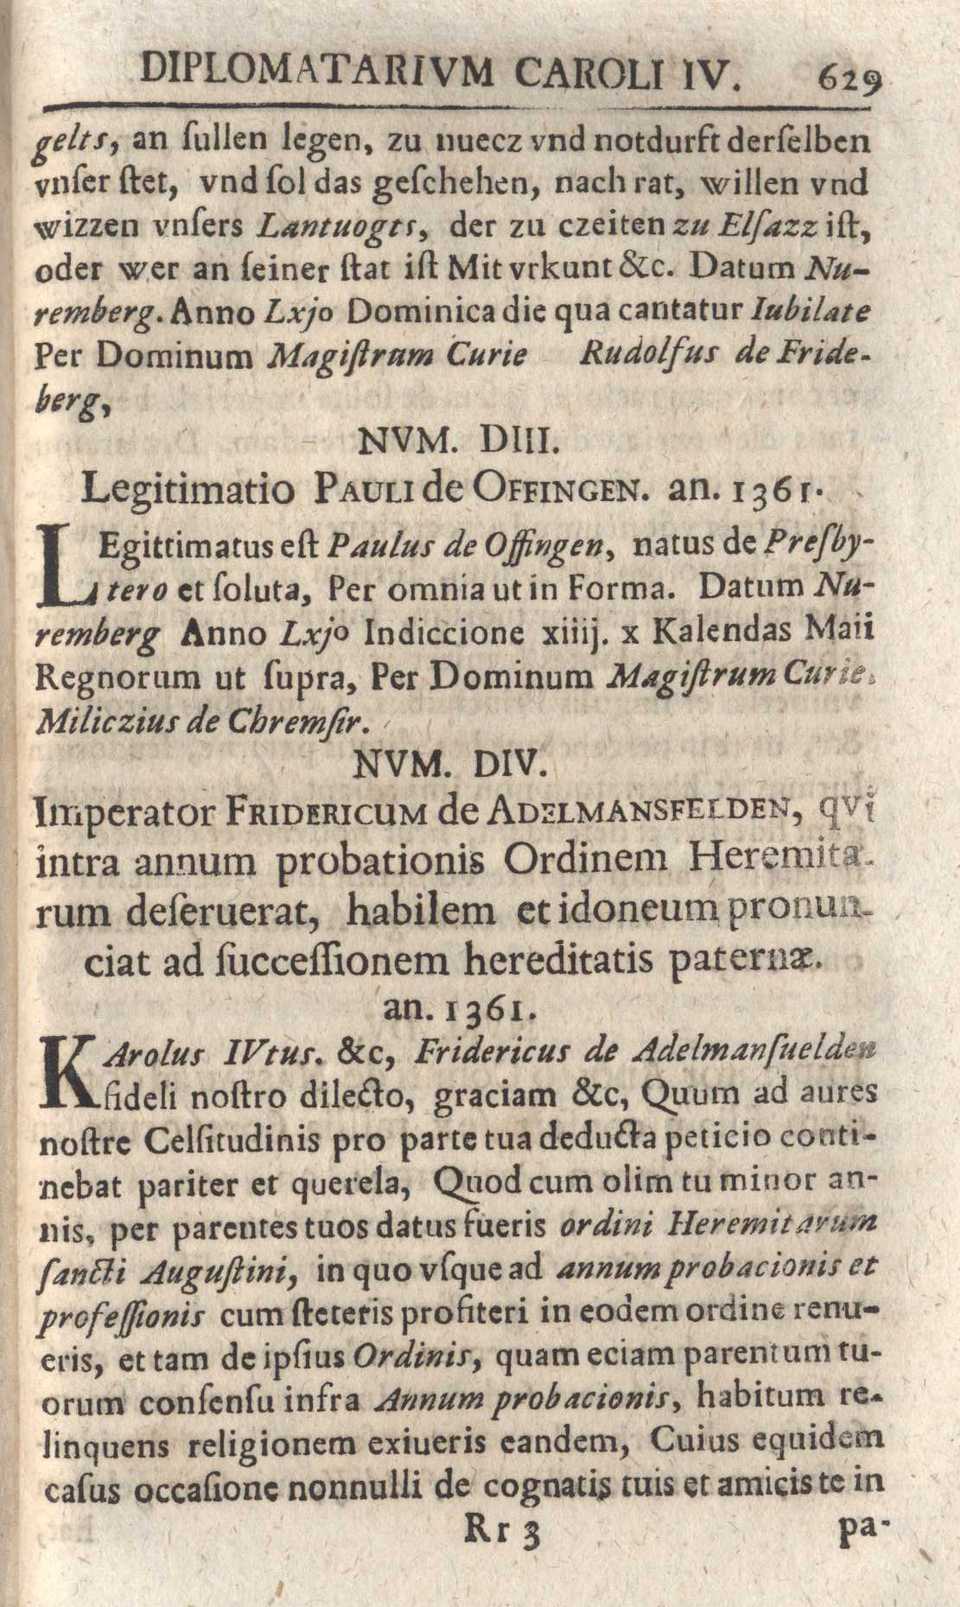 DIPLOMATARIVM CAROLI IV. 629
gelts, an ſullen legen, zu nuecz vnd notdurft derſelben
vnſer ſtet, vnd ſol das geſchehen, nach rat, willen vnd
wizzen vnſers Lantuogts, der zu czeiten zu Elſazz iſt,
oder wer an ſeiner ſtat iſt Mit vrkunt &c. Datum Nu-
remberg. Anno Lxjo Dominica die qua cantatur Iubilate
Per Dominum Magiſtrum Curie Rudolfus de Fride-
berg,
NVM. DIII.
Legitimatio PAULI de OFFINGEN. an. 1361.
LEgittimatus eſt Paulus de Offingen, natus de Presby-
tero et ſoluta, Per omnia ut in Forma. Datum Nu-
remberg Anno Lxjo Indiccione xiiij. x Kalendas Maii
Regnorum ut ſupra, Per Dominum Magiſtrum Curie.
Miliczius de Chremſir.
NVM. DIV.
Imperator FRIDERICUM de ADELMANSFELDEN, qvi
intra annum probationis Ordinem Heremita-
rum deſeruerat, habilem et idoneum pronun-
ciat ad ſucceſſionem hereditatis paternæ.
an. 1361.
KArolus IVtus. &c, Fridericus de Adelmanſuelden
fideli noſtro dilecto, graciam &c, Quum ad aures
noſtre Celſitudinis pro parte tua deducta peticio conti-
nebat pariter et querela, Quod cum olim tu minor an-
nis, per parentes tuos datus fueris ordini Heremitarum
ſancti Auguſtini, in quo vſque ad annum probacionis et
profeſſionis cum ſteteris profiteri in eodem ordine renu-
eris, et tam de ipſius Ordinis, quam eciam parentum tu-
orum conſenſu infra Annum probacionis, habitum re-
linquens religionem exiueris eandem, Cuius equidem
caſus occaſione nonnulli de cognatis tuis et amicis te in
Rr 3 pa-